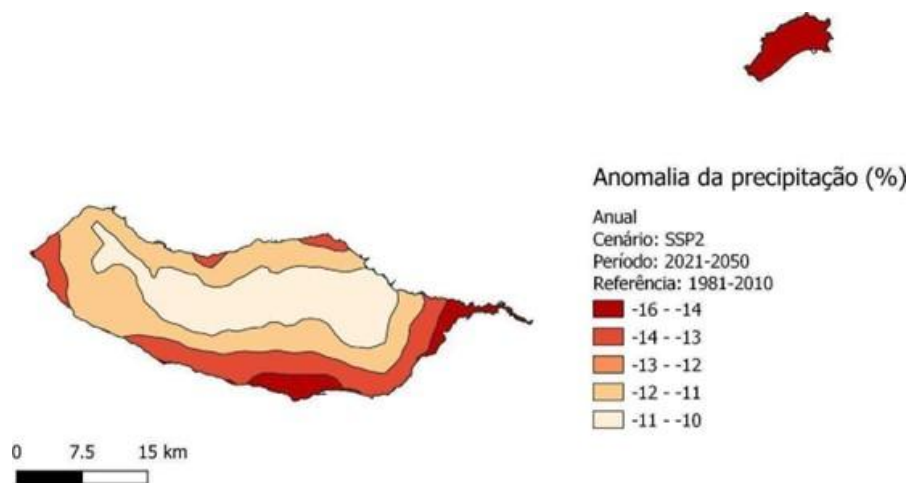 Anomalia da precipitação (%)
Anual
Cenário: SSP2
Período: 2021-2050
Referência: 1981-2010
-16 - -14
-14 - -13
-13 - -12
-12 - -11
-11 - -10
0 7.5 15 km